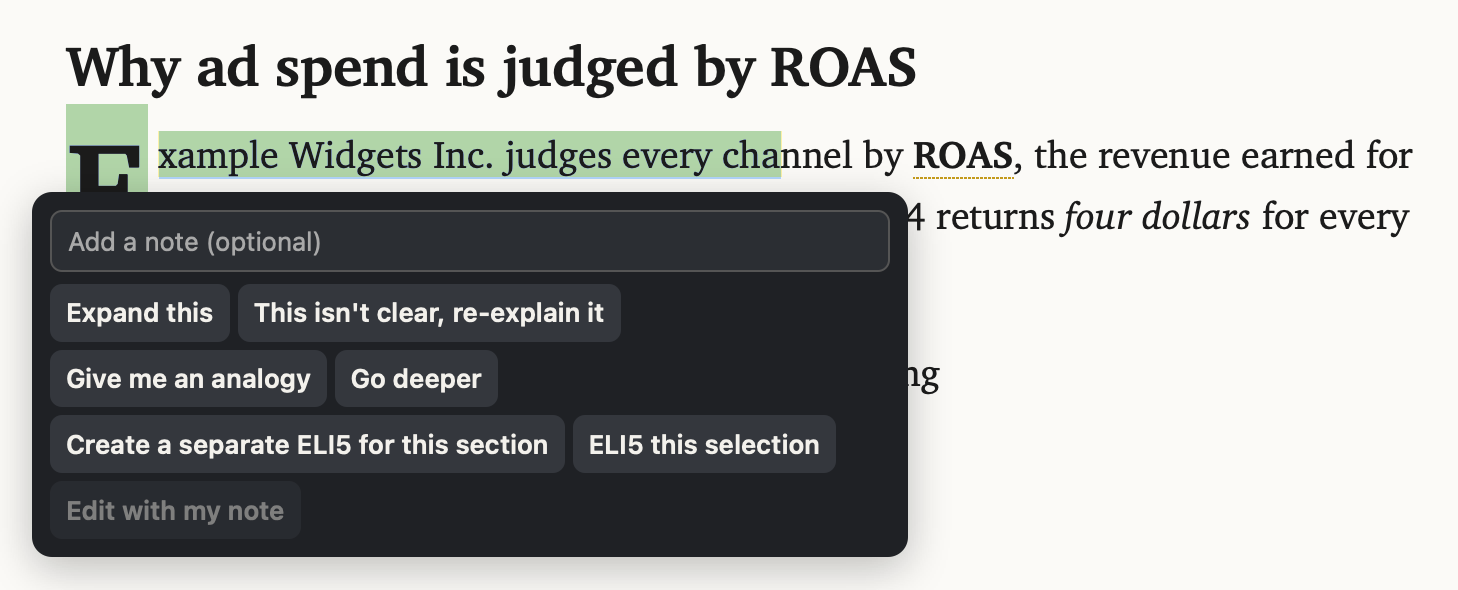 Why ad spend is judged by ROAS
Example Widgets Inc. judges every channel by ROAS, the revenue earned for
4 returns four dollars for every
Add a note (optional)
Expand this
This isn't clear, re-explain it
Give me an analogy
Go deeper
Create a separate ELI5 for this section
ELI5 this selection
Edit with my note